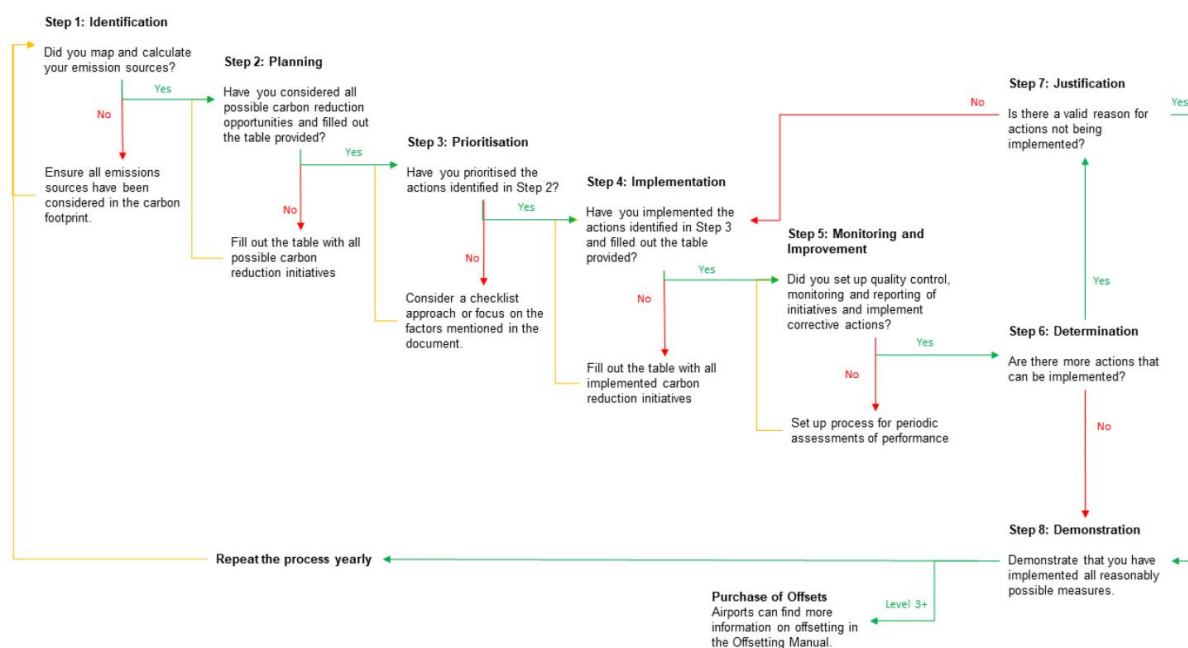 Step 1: Identification
Did you map and calculate
your emission sources?
Yes
No
Ensure all emissions
sources have been
considered in the carbon
footprint.
Step 2: Planning
Have you considered all
possible carbon reduction
opportunities and filled out
the table provided?
Yes
No
Fill out the table with all
possible carbon
reduction initiatives
Step 3: Prioritisation
Have you prioritised the
actions identified in Step 2?
Yes
No
Consider a checklist
approach or focus on the
factors mentioned in the
document.
Step 4: Implementation
Have you implemented the
actions identified in Step 3
and filled out the table
provided?
Yes
No
Fill out the table with all
implemented carbon
reduction initiatives
Step 5: Monitoring and
Improvement
Did you set up quality control,
monitoring and reporting of
initiatives and implement
corrective actions?
Yes
No
Set up process for periodic
assessments of performance
Step 6: Determination
Are there more actions that
can be implemented?
Yes
No
Step 7: Justification
Is there a valid reason for
actions not being
implemented?
No
Yes
Step 8: Demonstration
Demonstrate that you have
implemented all reasonably
possible measures.
Level 3+
Purchase of Offsets
Airports can find more
information on offsetting in
the Offsetting Manual.
Repeat the process yearly